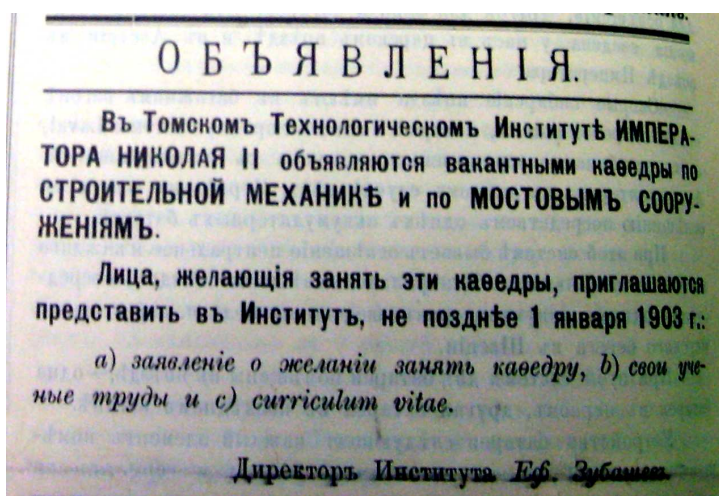 ОБЪЯВЛЕНІЯ
Въ Томскомъ Технологическомъ Институтѣ ИМПЕРА-
ТОРА НИКОЛАЯ II объявляются вакантными каѳедры по
СТРОИТЕЛЬНОЙ МЕХАНИКѢ и по МОСТОВЫМЪ СООРУ-
ЖЕНІЯМЪ.
Лица, желающія занять эти каѳедры, приглашаются
представить въ Институтъ, не позднѣе 1 января 1903 г.:
a) заявленіе о желаніи занять каѳедру, b) свои уче-
ные труды и c) curriculum vitae.
Директоръ Института Еф. Зубашевъ